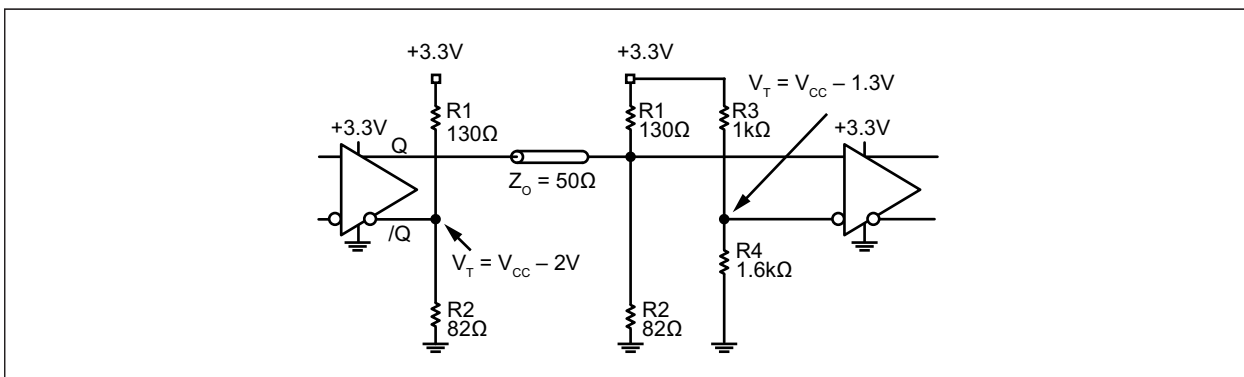 +3.3V
+3.3V
V_T = V_CC – 1.3V
R1
130Ω
R1
130Ω
R3
1kΩ
+3.3V
+3.3V
Q
Z_O = 50Ω
/Q
V_T = V_CC – 2V
R4
1.6kΩ
R2
82Ω
R2
82Ω